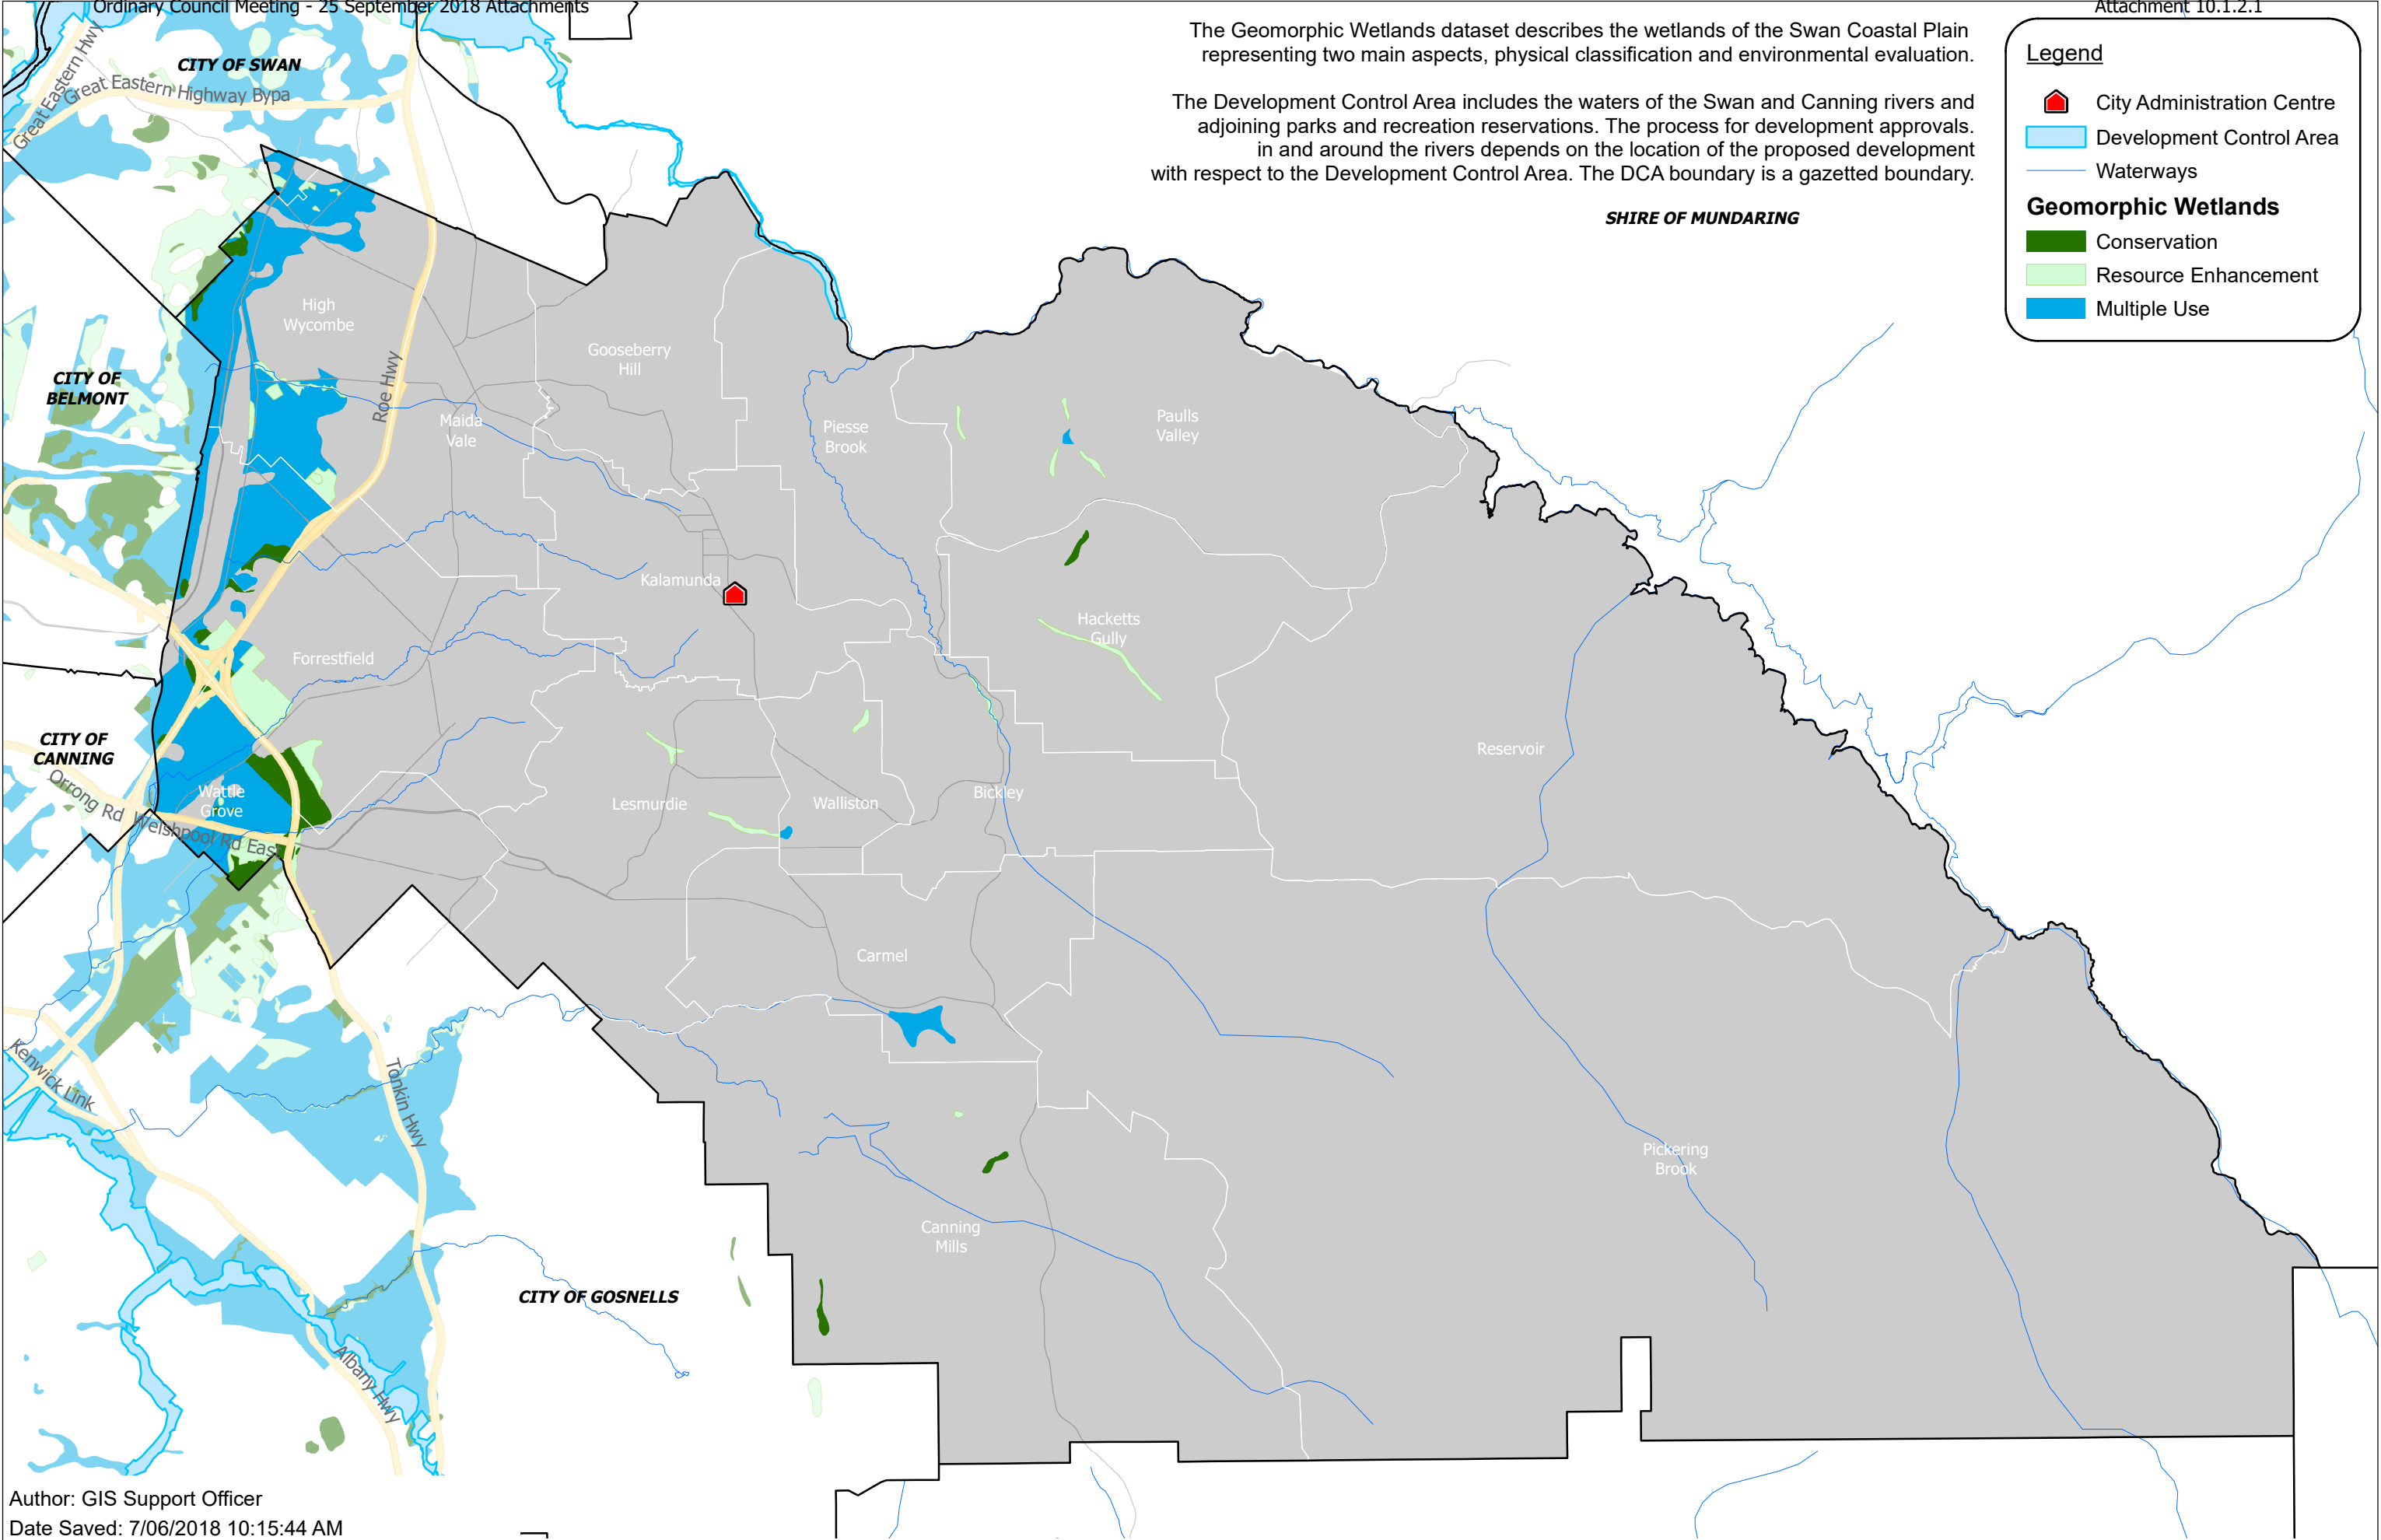 Ordinary Council Meeting - 25 September 2018 Attachments
Attachment 10.1.2.1
The Geomorphic Wetlands dataset describes the wetlands of the Swan Coastal Plain
representing two main aspects, physical classification and environmental evaluation.
The Development Control Area includes the waters of the Swan and Canning rivers and
adjoining parks and recreation reservations. The process for development approvals.
in and around the rivers depends on the location of the proposed development
with respect to the Development Control Area. The DCA boundary is a gazetted boundary.
Legend
City Administration Centre
Development Control Area
Waterways
Geomorphic Wetlands
Conservation
Resource Enhancement
Multiple Use
CITY OF SWAN
Great Eastern Hwy
Great Eastern Highway Bypa
SHIRE OF MUNDARING
High
Wycombe
Gooseberry
Hill
CITY OF
BELMONT
Roe Hwy
Maida
Vale
Piesse
Brook
Paulls
Valley
Kalamunda
Hacketts
Gully
Forrestfield
CITY OF
CANNING
Orrong Rd
Welshpool Rd East
Wattle
Grove
Lesmurdie
Walliston
Bickley
Reservoir
Carmel
Kenwick Link
Tonkin Hwy
Pickering
Brook
Canning
Mills
CITY OF GOSNELLS
Albany Hwy
Author: GIS Support Officer
Date Saved: 7/06/2018 10:15:44 AM